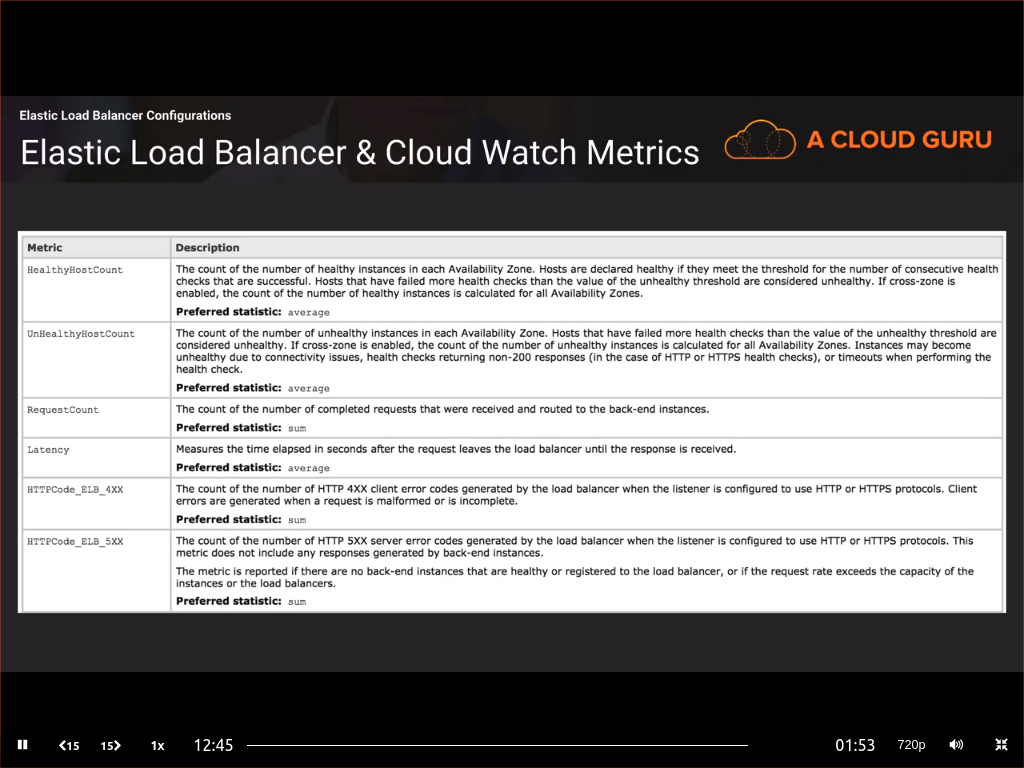 Elastic Load Balancer Configurations
Elastic Load Balancer & Cloud Watch Metrics
A CLOUD GURU
Metric
Description
HealthyHostCount
The count of the number of healthy instances in each Availability Zone. Hosts are declared healthy if they meet the threshold for the number of consecutive health
checks that are successful. Hosts that have failed more health checks than the value of the unhealthy threshold are considered unhealthy. If cross-zone is
enabled, the count of the number of healthy instances is calculated for all Availability Zones.
Preferred statistic: average
UnHealthyHostCount
The count of the number of unhealthy instances in each Availability Zone. Hosts that have failed more health checks than the value of the unhealthy threshold are
considered unhealthy. If cross-zone is enabled, the count of the number of unhealthy instances is calculated for all Availability Zones. Instances may become
unhealthy due to connectivity issues, health checks returning non-200 responses (in the case of HTTP or HTTPS health checks), or timeouts when performing the
health check.
Preferred statistic: average
RequestCount
The count of the number of completed requests that were received and routed to the back-end instances.
Preferred statistic: sum
Latency
Measures the time elapsed in seconds after the request leaves the load balancer until the response is received.
Preferred statistic: average
HTTPCode_ELB_4XX
The count of the number of HTTP 4XX client error codes generated by the load balancer when the listener is configured to use HTTP or HTTPS protocols. Client
errors are generated when a request is malformed or is incomplete.
Preferred statistic: sum
HTTPCode_ELB_5XX
The count of the number of HTTP 5XX server error codes generated by the load balancer when the listener is configured to use HTTP or HTTPS protocols. This
metric does not include any responses generated by back-end instances.
The metric is reported if there are no back-end instances that are healthy or registered to the load balancer, or if the request rate exceeds the capacity of the
instances or the load balancers.
Preferred statistic: sum
15 15 1x 12:45 01:53 720p